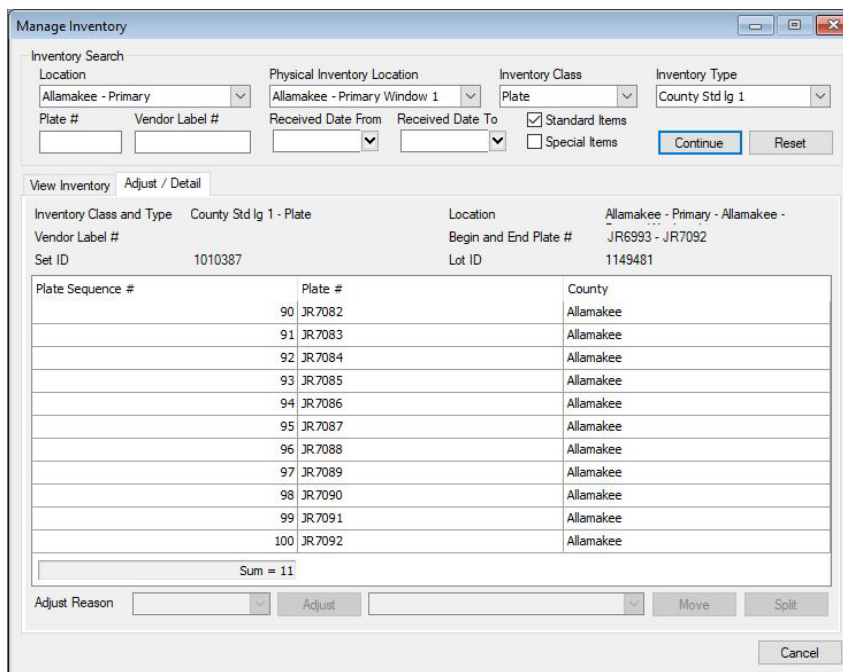 Manage Inventory
Inventory Search
Location Physical Inventory Location Inventory Class Inventory Type
Allamakee - Primary Allamakee - Primary Window 1 Plate County Std lg 1
Plate # Vendor Label # Received Date From Received Date To Standard Items
Special Items Continue Reset
View Inventory Adjust / Detail
Inventory Class and Type County Std lg 1 - Plate Location Allamakee - Primary - Allamakee -
Vendor Label # Begin and End Plate # JR6993 - JR7092
Set ID 1010387 Lot ID 1149481
Plate Sequence # Plate # County
90 JR7082 Allamakee
91 JR7083 Allamakee
92 JR7084 Allamakee
93 JR7085 Allamakee
94 JR7086 Allamakee
95 JR7087 Allamakee
96 JR7088 Allamakee
97 JR7089 Allamakee
98 JR7090 Allamakee
99 JR7091 Allamakee
100 JR7092 Allamakee
Sum = 11
Adjust Reason Adjust Move Split
Cancel